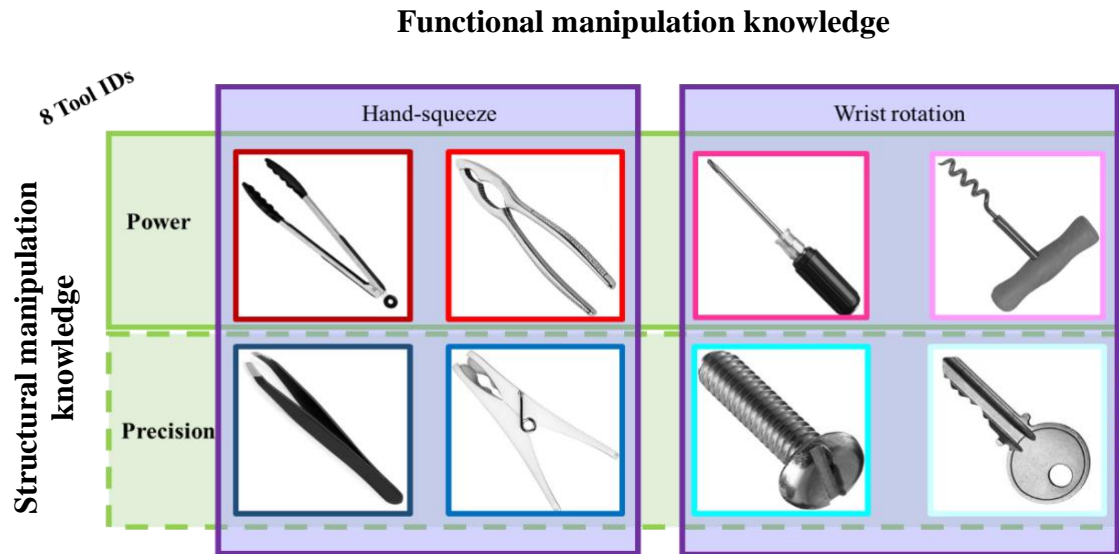 Functional manipulation knowledge
8 Tool IDs
Hand-squeeze
Wrist rotation
Structural manipulation
knowledge
Power
Precision